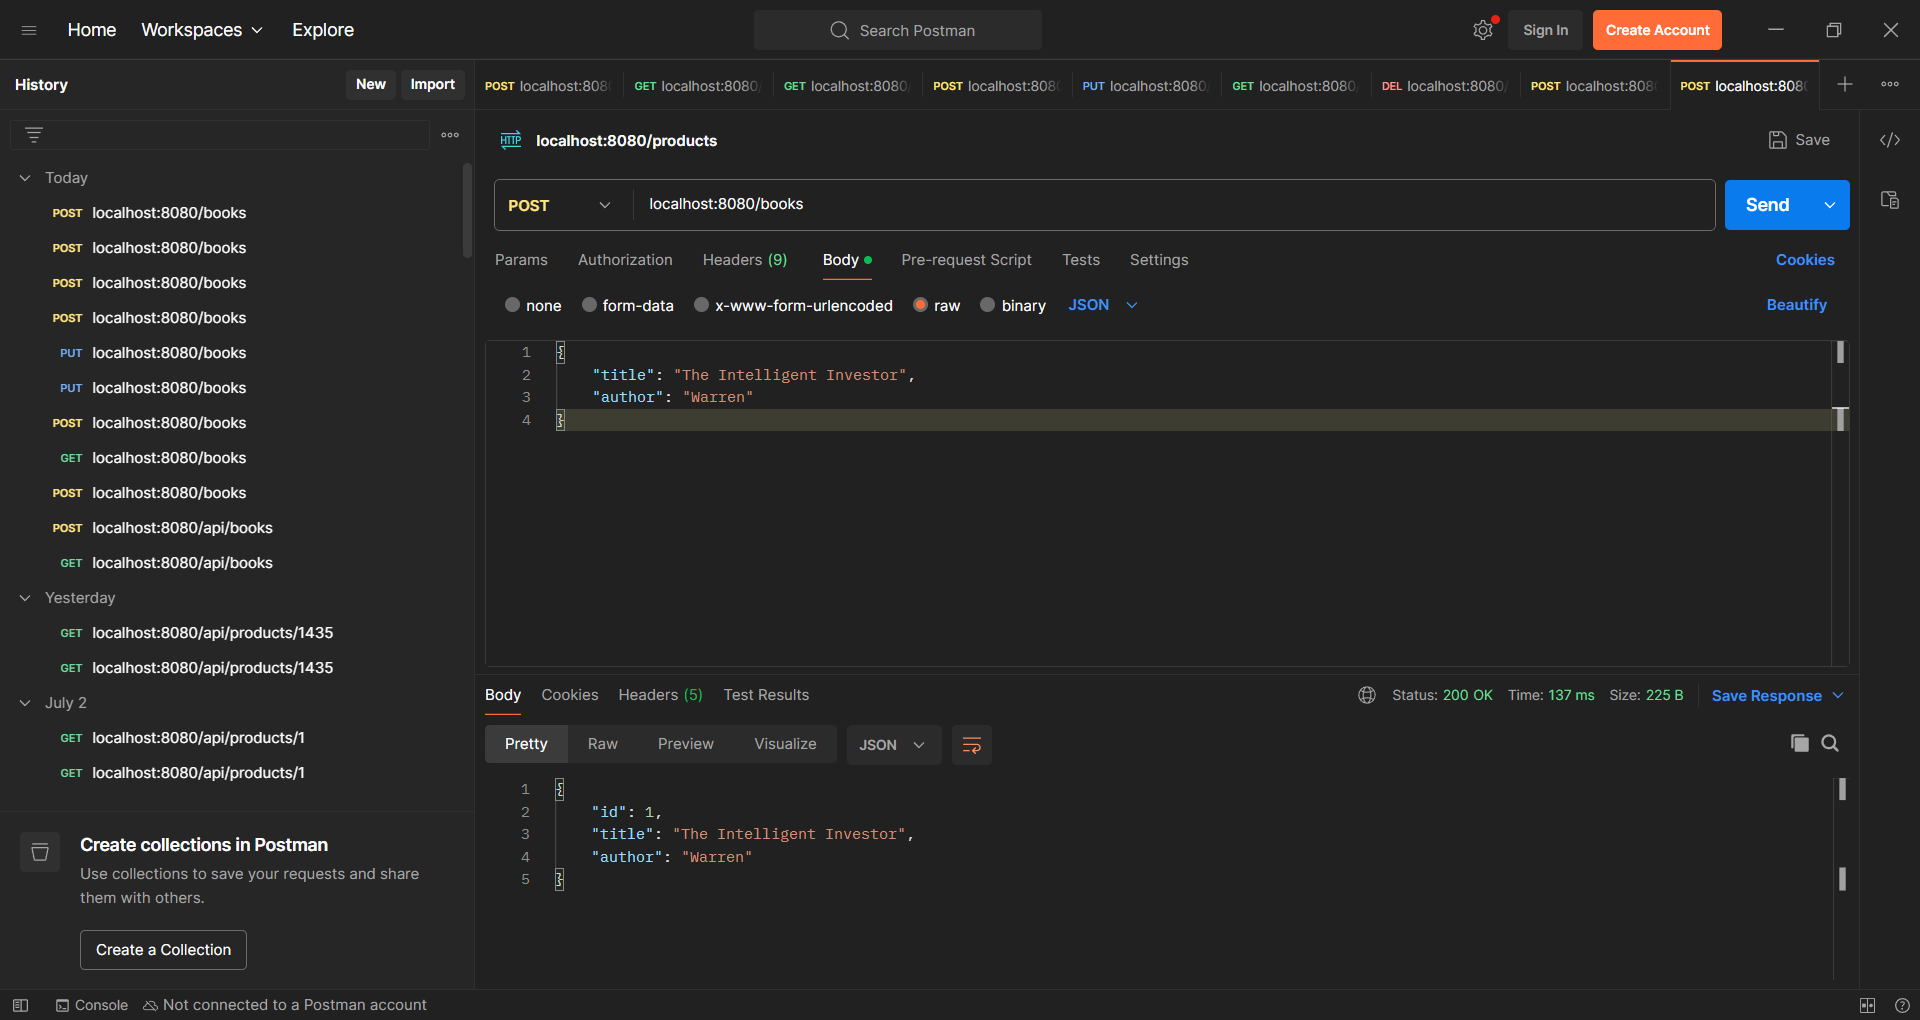 Home Workspaces Explore Search Postman Sign In Create Account
History New Import
POST localhost:808 GET localhost:8080/ GET localhost:8080 POST localhost:808 PUT localhost:8080/ GET localhost:8080/ DEL localhost:8080/ POST localhost:808 POST localhost:808
HTTP localhost:8080/products Save
POST localhost:8080/books Send
Params Authorization Headers (9) Body Pre-request Script Tests Settings Cookies
none form-data x-www-form-urlencoded raw binary JSON Beautify
1 {
2 "title": "The Intelligent Investor",
3 "author": "Warren"
4 }
Today
POST localhost:8080/books
POST localhost:8080/books
POST localhost:8080/books
POST localhost:8080/books
PUT localhost:8080/books
PUT localhost:8080/books
POST localhost:8080/books
GET localhost:8080/books
POST localhost:8080/books
POST localhost:8080/api/books
GET localhost:8080/api/books
Yesterday
GET localhost:8080/api/products/1435
GET localhost:8080/api/products/1435
July 2
GET localhost:8080/api/products/1
GET localhost:8080/api/products/1
Body Cookies Headers (5) Test Results Status: 200 OK Time: 137 ms Size: 225 B Save Response
Pretty Raw Preview Visualize JSON
1 {
2 "id": 1,
3 "title": "The Intelligent Investor",
4 "author": "Warren"
5 }
Create collections in Postman
Use collections to save your requests and share
them with others.
Create a Collection
Console Not connected to a Postman account